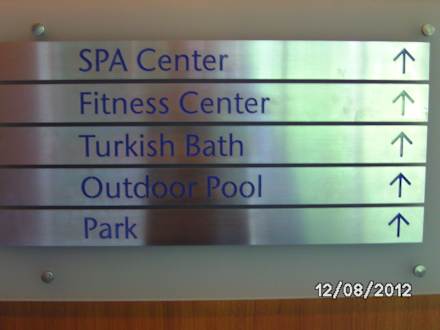 SPA Center ↑
Fitness Center ↑
Turkish Bath ↑
Outdoor Pool ↑
Park ↑
12/08/2012